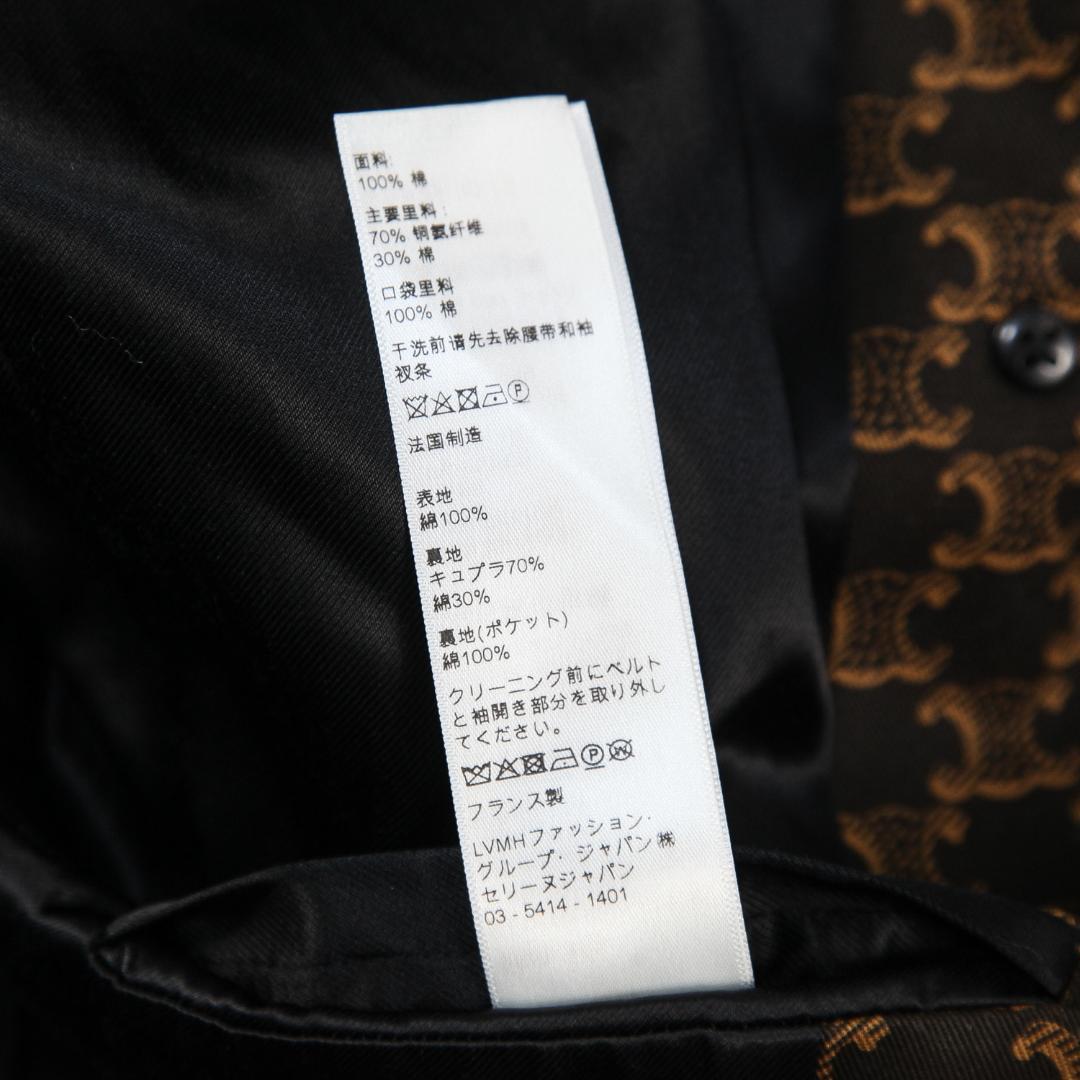 面料:
100% 棉
主要里料:
70% 铜氨纤维
30% 棉
口袋里料
100% 棉
干洗前请先去除腰带和袖
衩条
P
法国制造
表地
綿100%
裏地
キュプラ70%
綿30%
裏地(ポケット)
綿100%
クリーニング前にベルト
と袖開き部分を取り外し
てください。
P W
フランス製
LVMHファッション・
グループ・ジャパン㈱
セリーヌジャパン
03 - 5414 - 1401